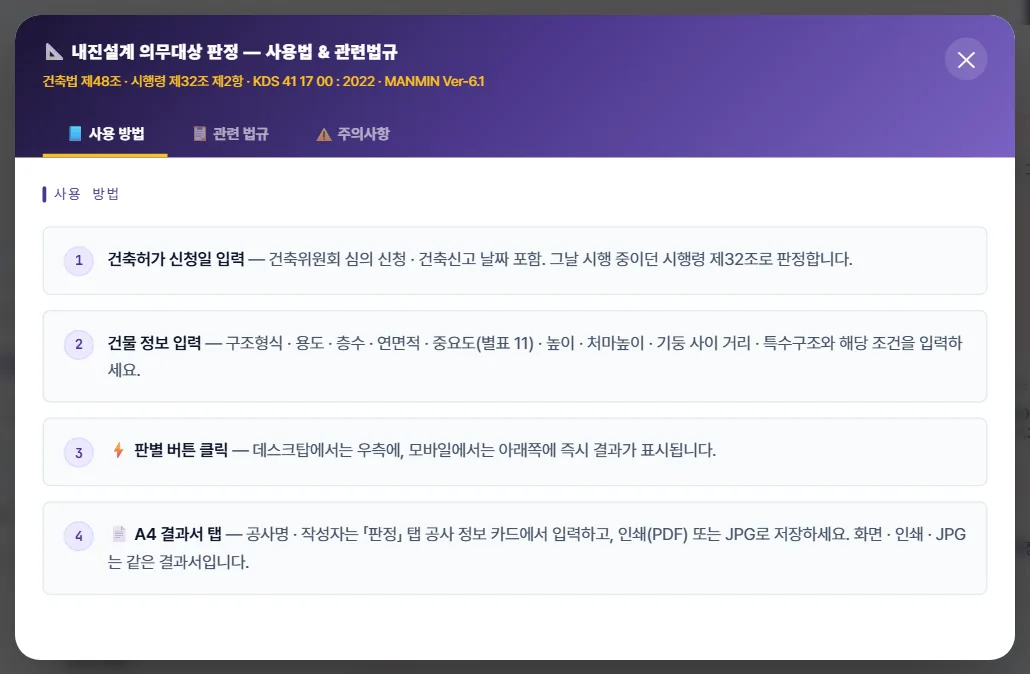 📐 내진설계 의무대상 판정 — 사용법 & 관련법규
건축법 제48조 · 시행령 제32조 제2항 · KDS 41 17 00 : 2022 · MANMIN Ver-6.1
📘 사용 방법
📋 관련 법규
⚠ 주의사항
사용 방법
1 건축허가 신청일 입력 — 건축위원회 심의 신청 · 건축신고 날짜 포함. 그날 시행 중이던 시행령 제32조로 판정합니다.
2 건물 정보 입력 — 구조형식 · 용도 · 층수 · 연면적 · 중요도(별표 11) · 높이 · 처마높이 · 기둥 사이 거리 · 특수구조와 해당 조건을 입력하
세요.
3 ⚡ 판별 버튼 클릭 — 데스크탑에서는 우측에, 모바일에서는 아래쪽에 즉시 결과가 표시됩니다.
4 📄 A4 결과서 탭 — 공사명 · 작성자는 「판정」 탭 공사 정보 카드에서 입력하고, 인쇄(PDF) 또는 JPG로 저장하세요. 화면 · 인쇄 · JPG
는 같은 결과서입니다.